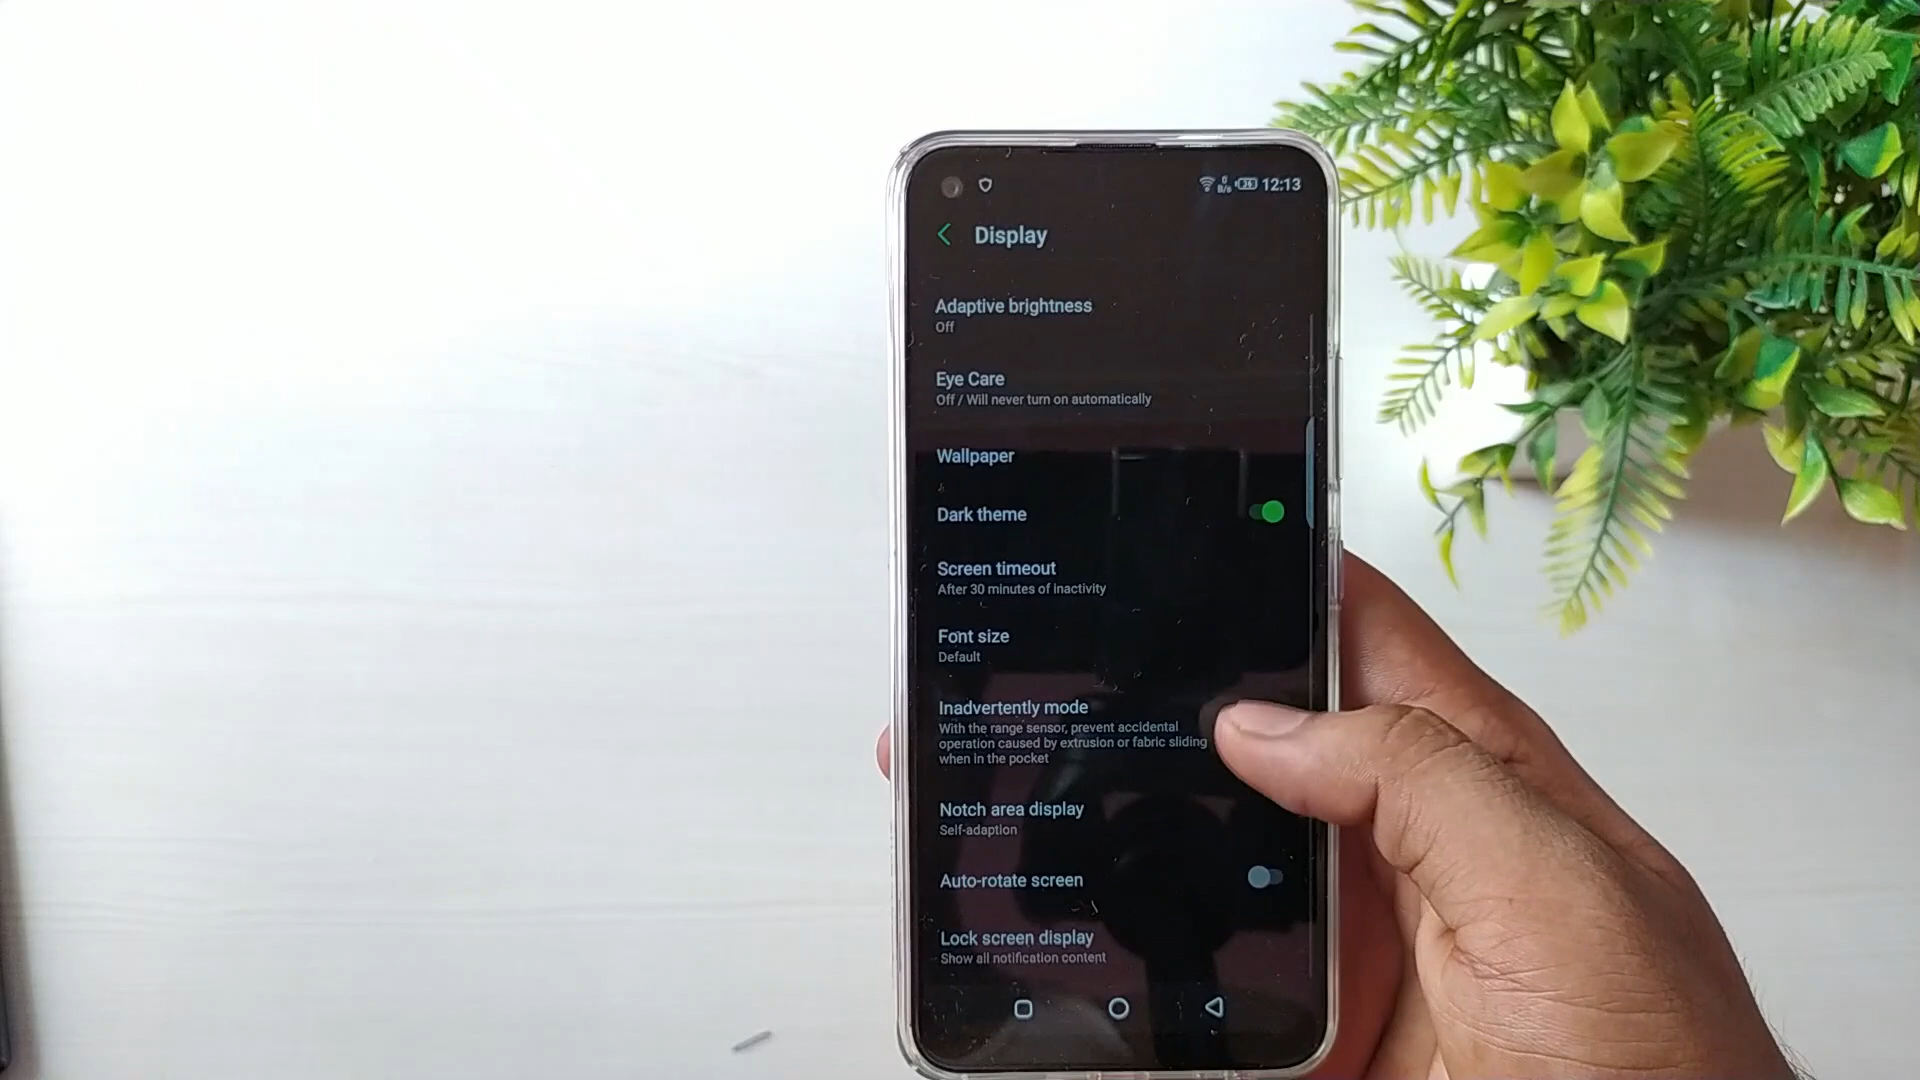 0
B/s
36
12:13
Display
Adaptive brightness
Off
Eye Care
Off / Will never turn on automatically
Wallpaper
Dark theme
Screen timeout
After 30 minutes of inactivity
Font size
Default
Inadvertently mode
With the range sensor, prevent accidental
operation caused by extrusion or fabric sliding
when in the pocket
Notch area display
Self-adaption
Auto-rotate screen
Lock screen display
Show all notification content